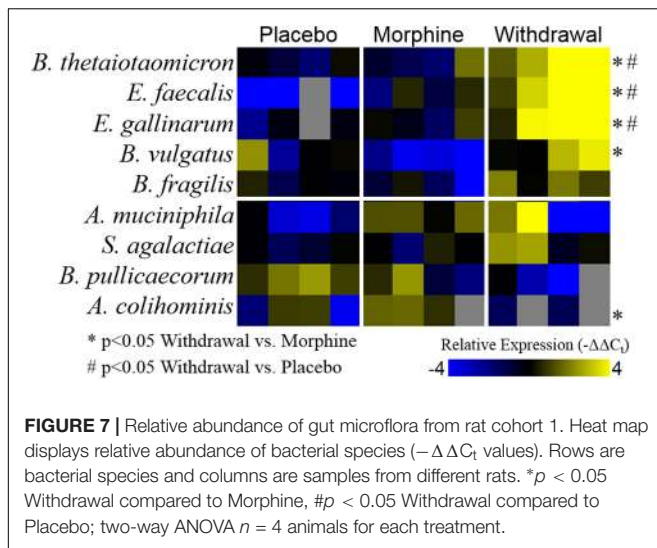 Placebo Morphine Withdrawal
B. thetaiotaomicron *#
E. faecalis *#
E. gallinarum *#
B. vulgatus *
B. fragilis
A. muciniphila
S. agalactiae
B. pullicaecorum
A. colihominis *
* p<0.05 Withdrawal vs. Morphine
# p<0.05 Withdrawal vs. Placebo
Relative Expression (-ΔΔCt)
-4 4
FIGURE 7 | Relative abundance of gut microflora from rat cohort 1. Heat map
displays relative abundance of bacterial species (−ΔΔCt values). Rows are
bacterial species and columns are samples from different rats. *p < 0.05
Withdrawal compared to Morphine, #p < 0.05 Withdrawal compared to
Placebo; two-way ANOVA n = 4 animals for each treatment.